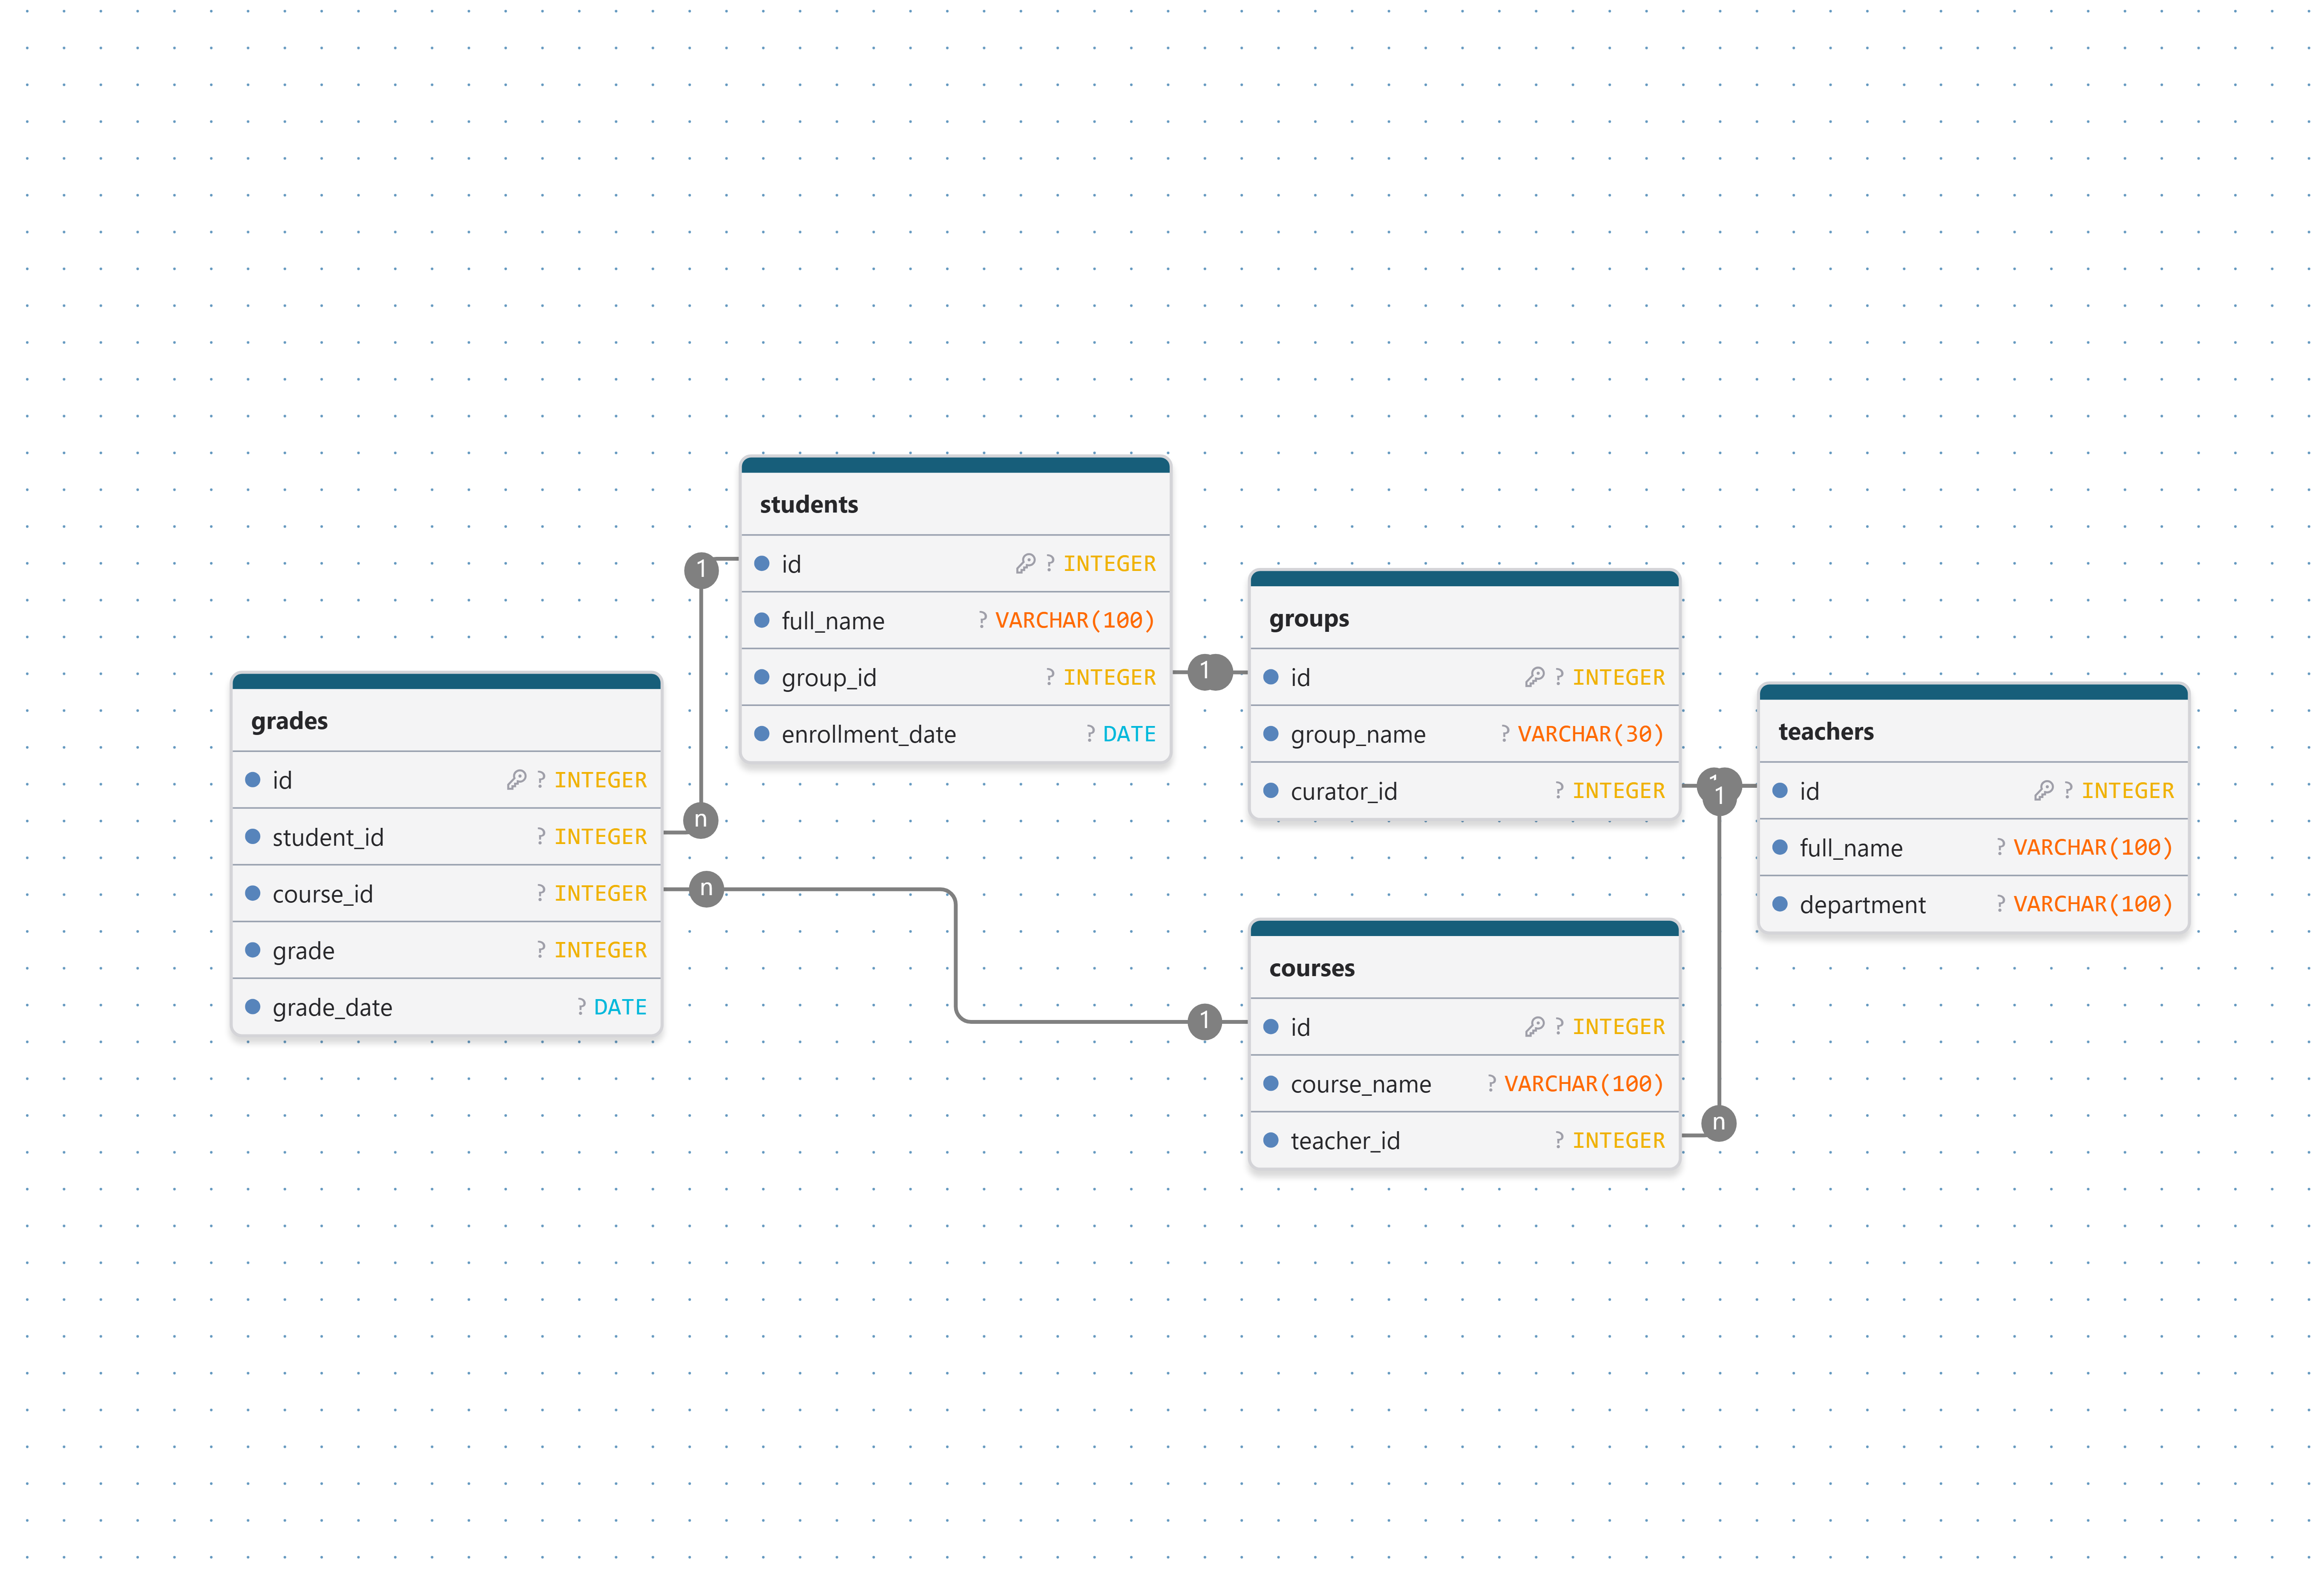 students
id ? INTEGER
full_name ? VARCHAR(100)
group_id ? INTEGER
enrollment_date ? DATE
groups
id ? INTEGER
group_name ? VARCHAR(30)
curator_id ? INTEGER
grades
id ? INTEGER
student_id ? INTEGER
course_id ? INTEGER
grade ? INTEGER
grade_date ? DATE
teachers
id ? INTEGER
full_name ? VARCHAR(100)
department ? VARCHAR(100)
courses
id ? INTEGER
course_name ? VARCHAR(100)
teacher_id ? INTEGER
1
n
1
n
1
1
1
n